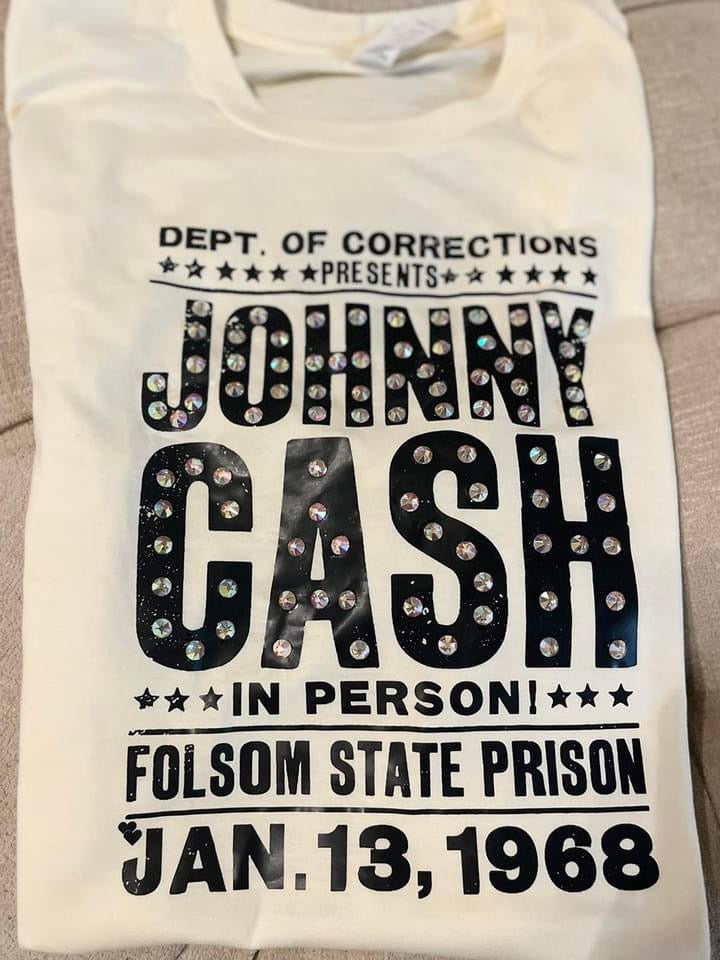 DEPT. OF CORRECTIONS
PRESENTS
JOHNNY
CASH
IN PERSON!
FOLSOM STATE PRISON
JAN.13,1968